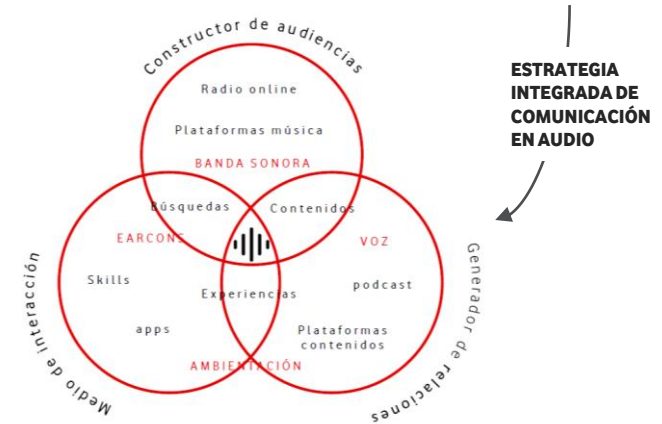 Constructor de audiencias
Radio online
Plataformas música
BANDA SONORA
Búsquedas
Contenidos
EARCONS
VOZ
Skills
Experiencias
podcast
apps
Plataformas
contenidos
AMBIENTACIÓN
Medio de interacción
Generador de relaciones
ESTRATEGIA
INTEGRADA DE
COMUNICACIÓN
EN AUDIO